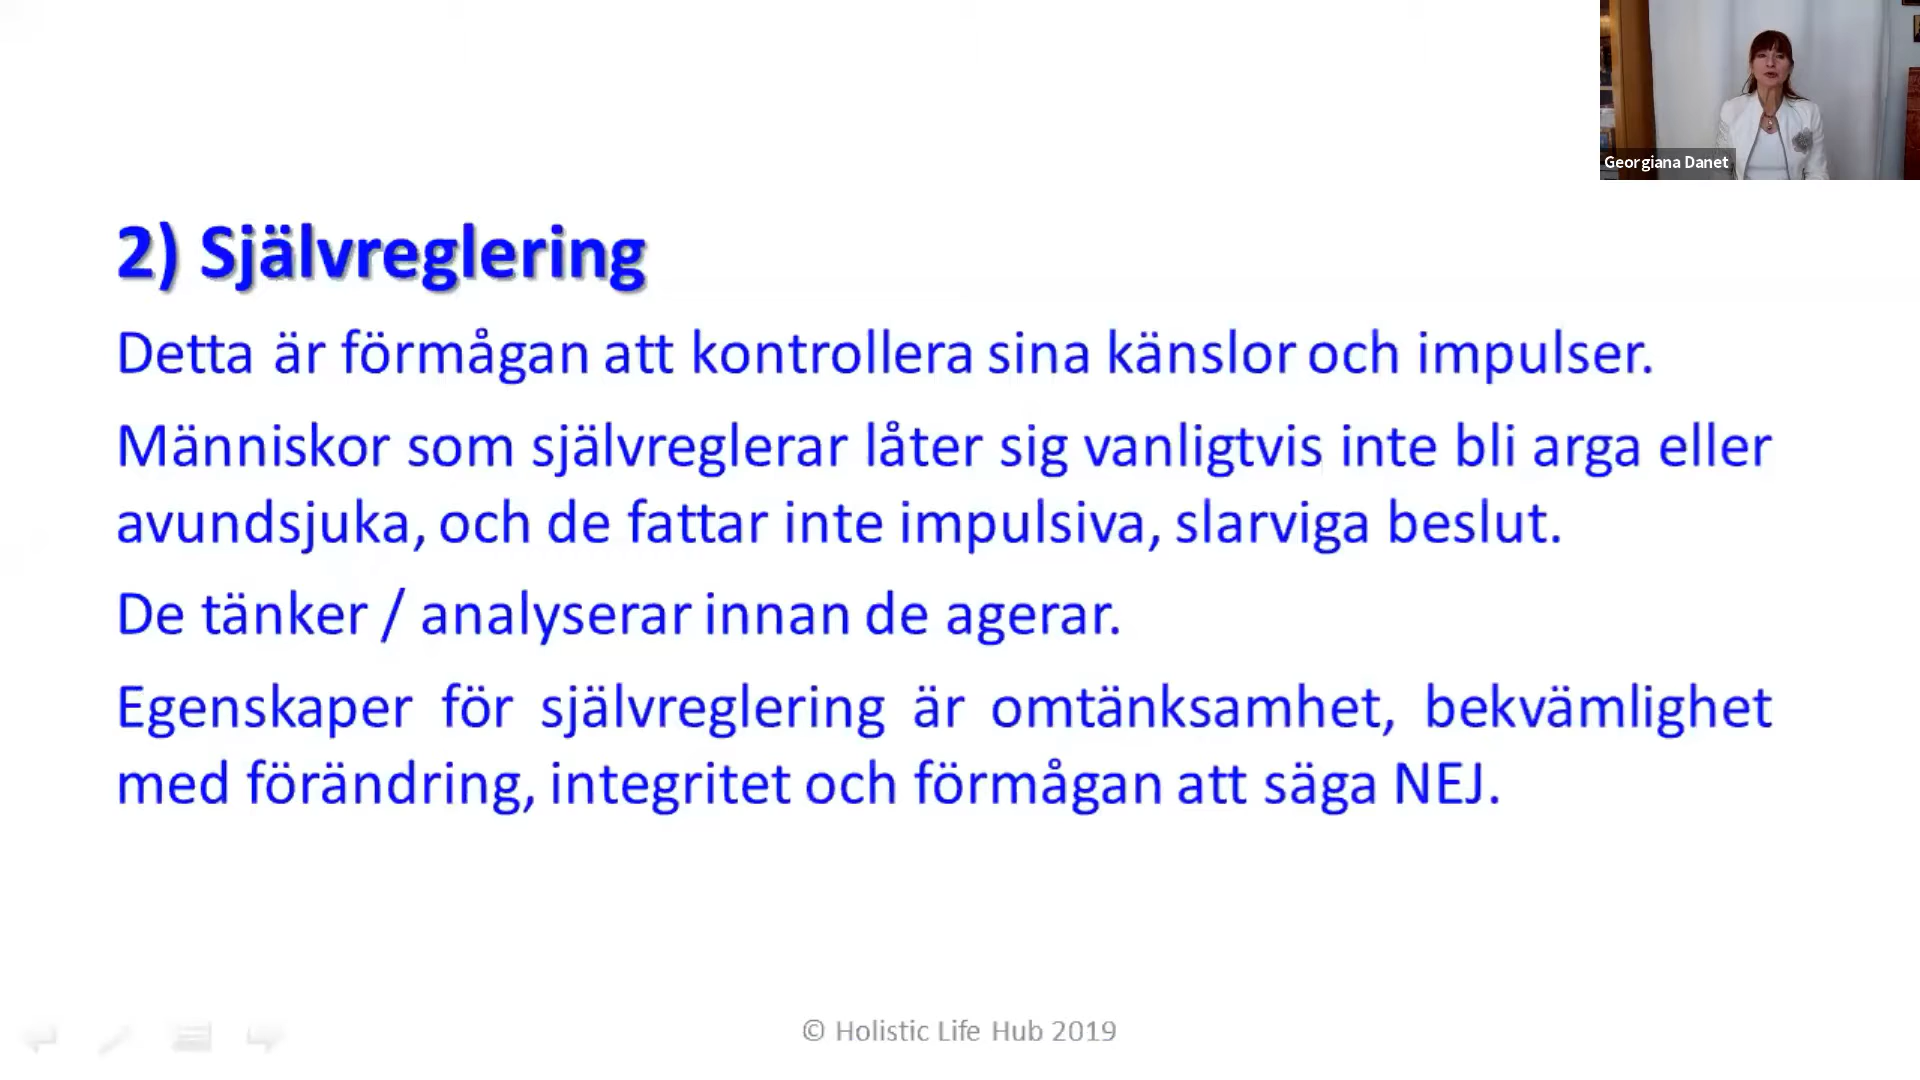 Georgiana Danet
2) Självreglering
Detta är förmågan att kontrollera sina känslor och impulser.
Människor som självreglerar låter sig vanligtvis inte bli arga eller
avundsjuka, och de fattar inte impulsiva, slarviga beslut.
De tänker / analyserar innan de agerar.
Egenskaper för självreglering är omtänksamhet, bekvämlighet
med förändring, integritet och förmågan att säga NEJ.
© Holistic Life Hub 2019